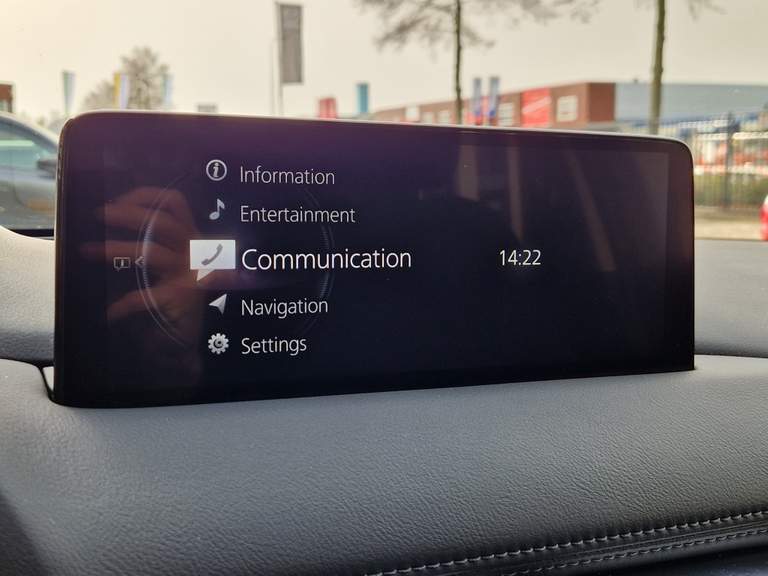 Information
Entertainment
Communication 14:22
Navigation
Settings